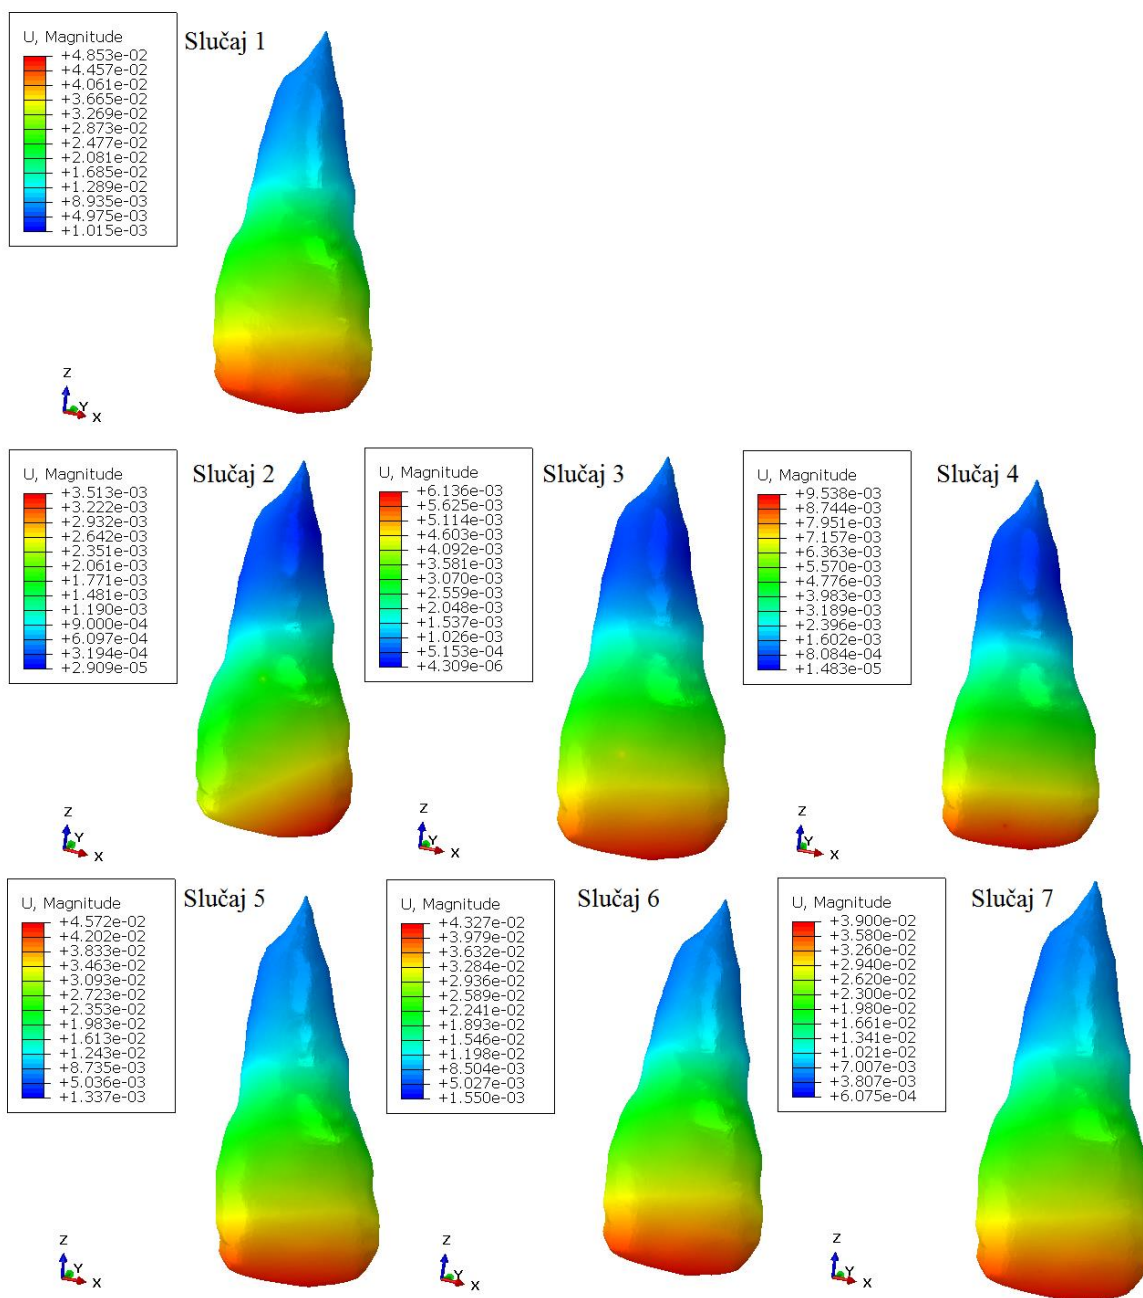 U, Magnitude
Slučaj 1
+4.853e-02
+4.457e-02
+4.061e-02
+3.665e-02
+3.269e-02
+2.873e-02
+2.477e-02
+2.081e-02
+1.685e-02
+1.289e-02
+8.935e-03
+4.975e-03
+1.015e-03
Z
Y
X
U, Magnitude
Slučaj 2
+3.513e-03
+3.222e-03
+2.932e-03
+2.642e-03
+2.351e-03
+2.061e-03
+1.771e-03
+1.481e-03
+1.190e-03
+9.000e-04
+6.097e-04
+3.194e-04
+2.909e-05
Z
Y
X
U, Magnitude
Slučaj 3
+6.136e-03
+5.625e-03
+5.114e-03
+4.603e-03
+4.092e-03
+3.581e-03
+3.070e-03
+2.559e-03
+2.048e-03
+1.537e-03
+1.026e-03
+5.153e-04
+4.309e-06
Z
Y
X
U, Magnitude
Slučaj 4
+9.538e-03
+8.744e-03
+7.951e-03
+7.157e-03
+6.363e-03
+5.570e-03
+4.776e-03
+3.983e-03
+3.189e-03
+2.396e-03
+1.602e-03
+8.084e-04
+1.483e-05
Z
Y
X
U, Magnitude
Slučaj 5
+4.572e-02
+4.202e-02
+3.833e-02
+3.463e-02
+3.093e-02
+2.723e-02
+2.353e-02
+1.983e-02
+1.613e-02
+1.243e-02
+8.735e-03
+5.036e-03
+1.337e-03
Z
Y
X
U, Magnitude
Slučaj 6
+4.327e-02
+3.979e-02
+3.632e-02
+3.284e-02
+2.936e-02
+2.589e-02
+2.241e-02
+1.893e-02
+1.546e-02
+1.198e-02
+8.504e-03
+5.027e-03
+1.550e-03
Z
Y
X
U, Magnitude
Slučaj 7
+3.900e-02
+3.580e-02
+3.260e-02
+2.940e-02
+2.620e-02
+2.300e-02
+1.980e-02
+1.661e-02
+1.341e-02
+1.021e-02
+7.007e-03
+3.807e-03
+6.075e-04
Z
Y
X